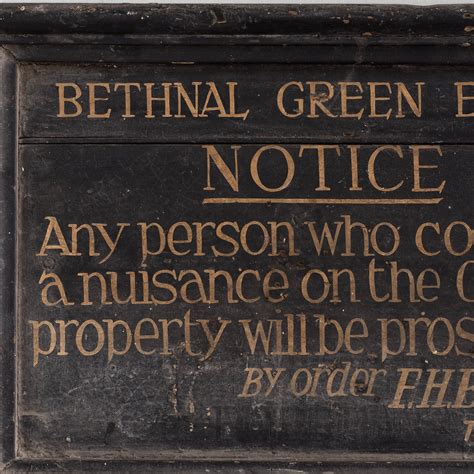 BETHNAL GREEN
NOTICE
Any person who
a nuisance on the
property will be
By order F.H.